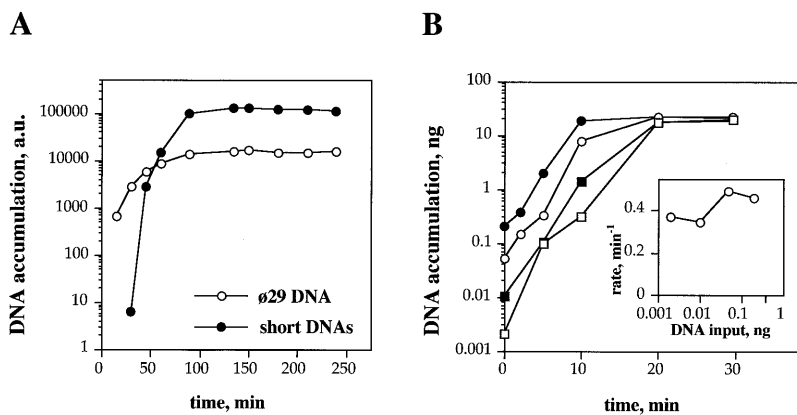 A
DNA accumulation, a.u.
100000
10000
1000
100
10
1
0
50
100
150
200
250
time, min
ø29 DNA
short DNAs
B
DNA accumulation, ng
100
10
1
0.1
0.01
0.001
0
10
20
30
time, min
rate, min-1
0.4
0.2
0
0.001
0.01
0.1
1
DNA input, ng